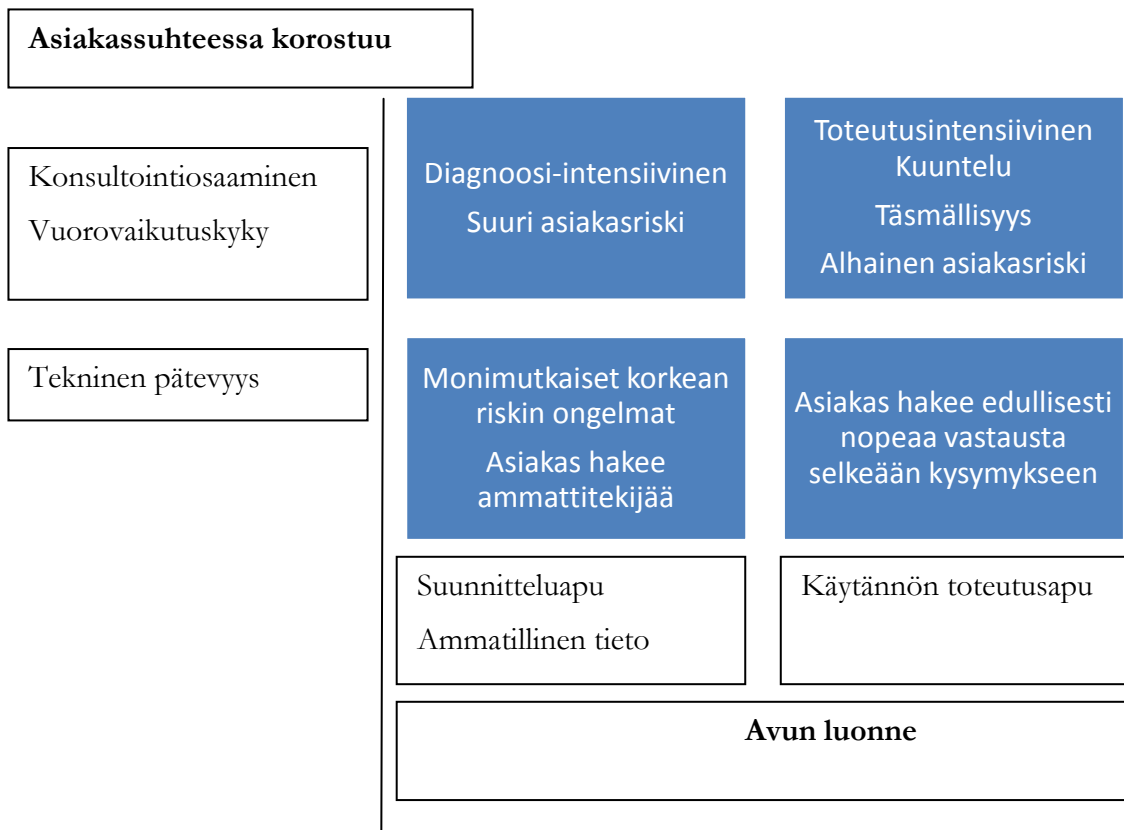 Asiakassuhteessa korostuu
Konsultointiosaaminen
Vuorovaikutuskyky
Diagnoosi-intensiivinen
Suuri asiakasriski
Toteutusintensiivinen
Kuuntelu
Täsmällisyys
Alhainen asiakasriski
Tekninen pätevyys
Monimutkaiset korkean
riskin ongelmat
Asiakas hakee
ammattitekijää
Asiakas hakee edullisesti
nopeaa vastausta
selkeään kysymykseen
Suunnitteluapu
Ammatillinen tieto
Käytännön toteutusapu
Avun luonne